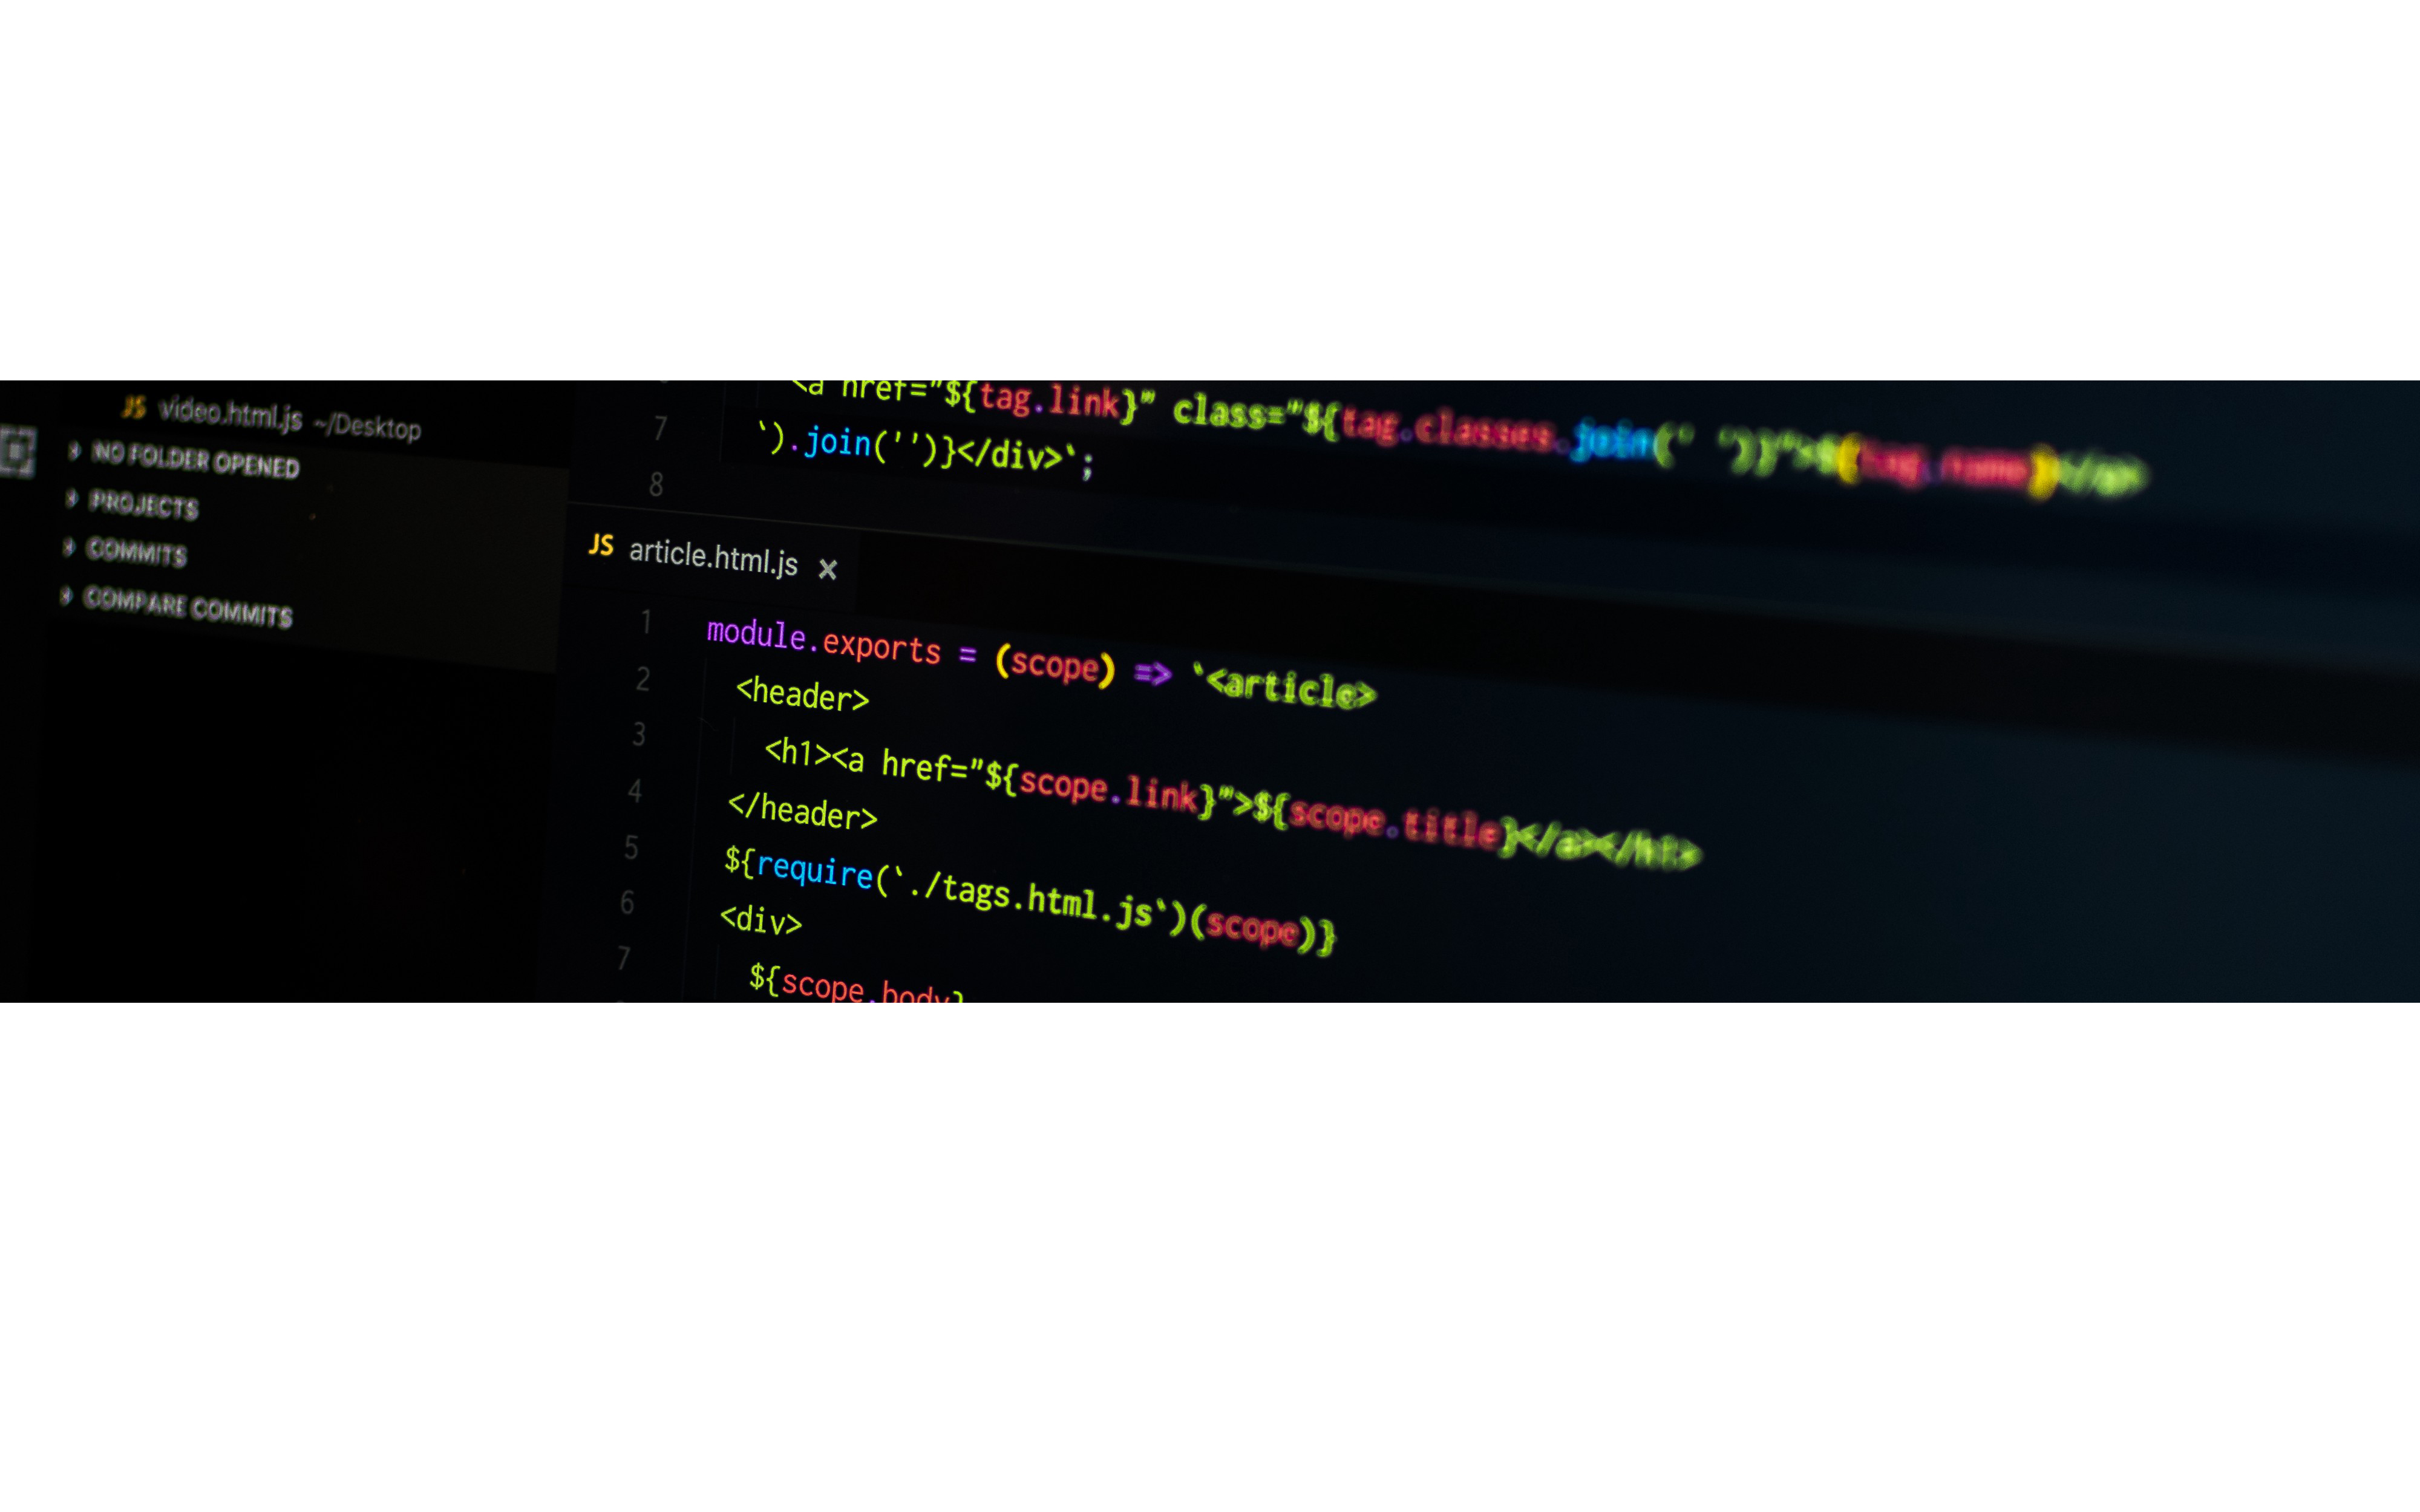 JS video.html.js ~/Desktop
NO FOLDER OPENED
PROJECTS
COMMITS
COMPARE COMMITS
<a href="${tag.link}" class="${tag.classes.join(' ')}">${tag.name}</a>
7 `).join('')}</div>`;
8
JS article.html.js ×
1 module.exports = (scope) => `<article>
2 <header>
3 <h1><a href="${scope.link}">${scope.title}</a></h1>
4 </header>
5 ${require(`./tags.html.js`)(scope)}
6 <div>
7 ${scope.body}